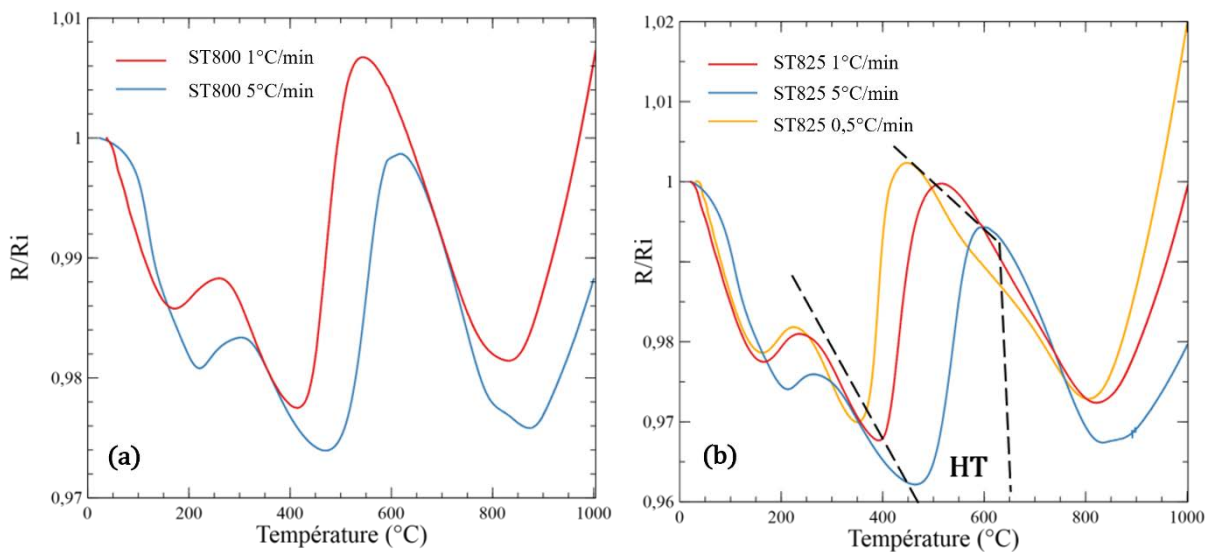 1,01
ST800 1°C/min
ST800 5°C/min
1
0,99
0,98
0,97
R/Ri
(a)
0
200
400
600
800
1000
Température (°C)
1,02
ST825 1°C/min
ST825 5°C/min
ST825 0,5°C/min
1,01
1
0,98
0,97
0,96
R/Ri
(b)
HT
0
200
400
600
800
1000
Température (°C)